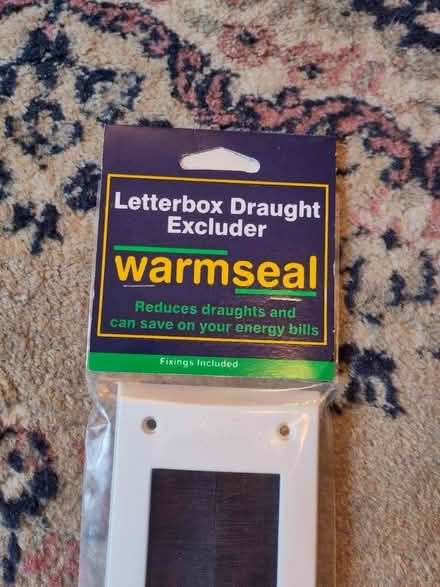 Letterbox Draught
Excluder
warmseal
Reduces draughts and
can save on your energy bills
Fixings Included